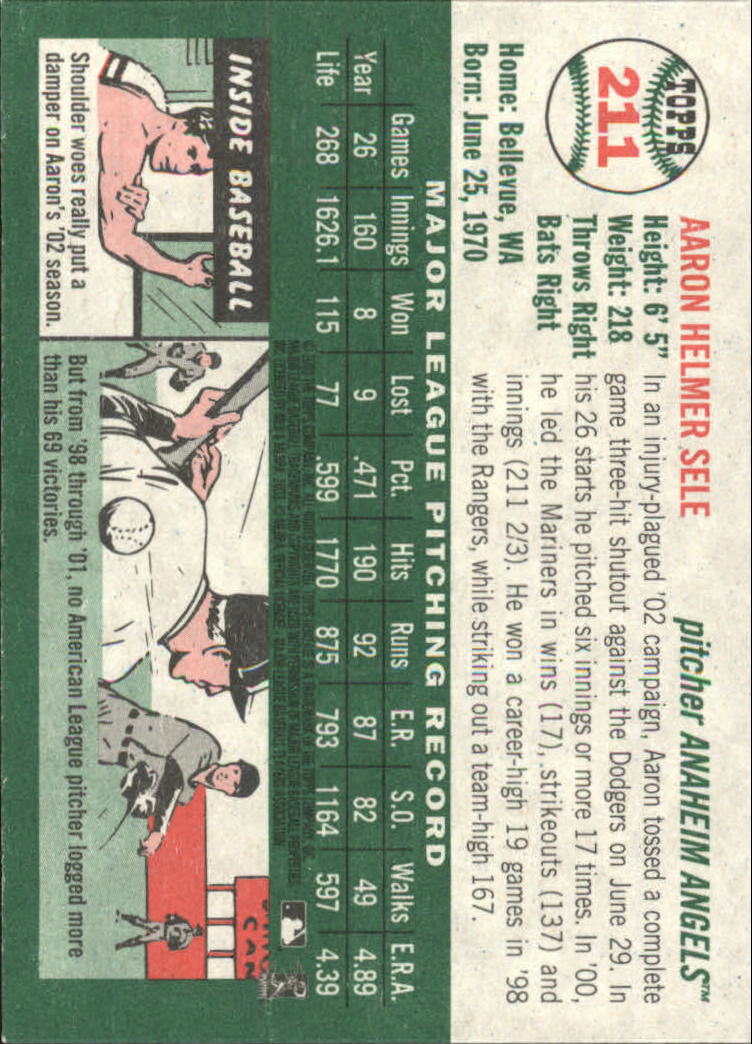 TOPPS
211
AARON HELMER SELE
pitcher ANAHEIM ANGELS™
Height: 6' 5"
Weight: 218
Throws Right
Bats Right
Home: Bellevue, WA
Born: June 25, 1970
In an injury-plagued '02 campaign, Aaron tossed a complete
game three-hit shutout against the Dodgers on June 29. In
his 26 starts he pitched six innings or more 17 times. In '00,
he led the Mariners in wins (17), strikeouts (137) and
innings (211 2/3). He won a career-high 19 games in '98
with the Rangers, while striking out a team-high 167.
MAJOR LEAGUE PITCHING RECORD
Games Innings Won Lost Pct. Hits Runs E.R. S.O. Walks E.R.A.
Year 26 160 8 9 .471 190 92 87 82 49 4.89
Life 268 1626.1 115 77 .599 1770 875 793 1164 597 4.39
INSIDE BASEBALL
Shoulder woes really put a
damper on Aaron's '02 season.
But from '98 through '01, no American League pitcher logged more
than his 69 victories.